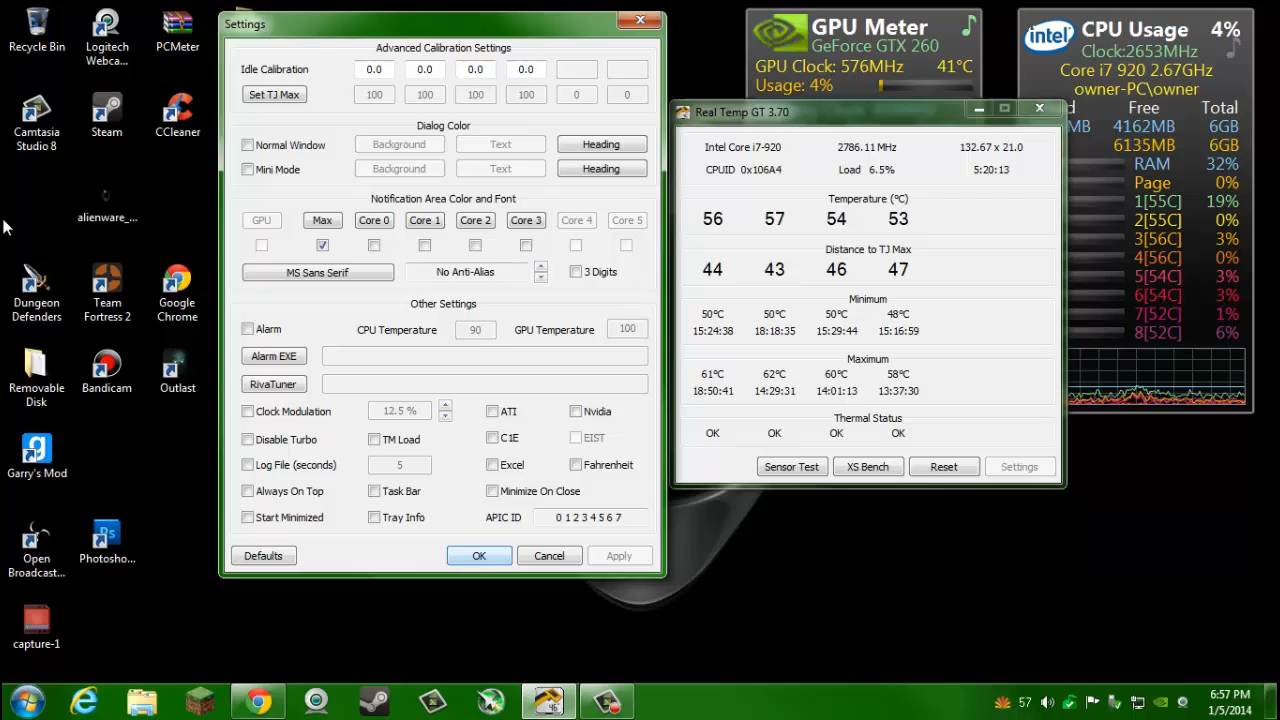 Recycle Bin
Logitech
Webca...
PCMeter
Camtasia
Studio 8
Steam
CCleaner
alienware_...
Dungeon
Defenders
Team
Fortress 2
Google
Chrome
Removable
Disk
Bandicam
Outlast
Garry's Mod
Open
Broadcast...
Photosho...
capture-1
Settings
Advanced Calibration Settings
Idle Calibration 0.0 0.0 0.0 0.0
Set TJ Max 100 100 100 100 0 0
Dialog Color
Normal Window Background Text Heading
Mini Mode Background Text Heading
Notification Area Color and Font
GPU Max Core 0 Core 1 Core 2 Core 3 Core 4 Core 5
MS Sans Serif No Anti-Alias 3 Digits
Other Settings
Alarm CPU Temperature 90 GPU Temperature 100
Alarm EXE
RivaTuner
Clock Modulation 12.5 % ATI Nvidia
Disable Turbo TM Load C1E EIST
Log File (seconds) 5 Excel Fahrenheit
Always On Top Task Bar Minimize On Close
Start Minimized Tray Info APIC ID 0 1 2 3 4 5 6 7
Defaults OK Cancel Apply
GPU Meter
GeForce GTX 260
GPU Clock: 576MHz 41°C
Usage: 4%
intel CPU Usage 4%
Clock:2653MHz
Core i7 920 2.67GHz
owner-PC\owner
d Free Total
MB 4162MB 6GB
6135MB 6GB
RAM 32%
Page 0%
1[55C] 19%
2[55C] 0%
3[56C] 3%
4[56C] 0%
5[54C] 3%
6[54C] 3%
7[52C] 1%
8[52C] 6%
Real Temp GT 3.70
Intel Core i7-920 2786.11 MHz 132.67 x 21.0
CPUID 0x106A4 Load 6.5% 5:20:13
Temperature (°C)
56 57 54 53
Distance to TJ Max
44 43 46 47
Minimum
50°C 50°C 50°C 48°C
15:24:38 18:18:35 15:29:44 15:16:59
Maximum
61°C 62°C 60°C 58°C
18:50:41 14:29:31 14:01:13 13:37:30
Thermal Status
OK OK OK OK
Sensor Test XS Bench Reset Settings
57
6:57 PM
1/5/2014